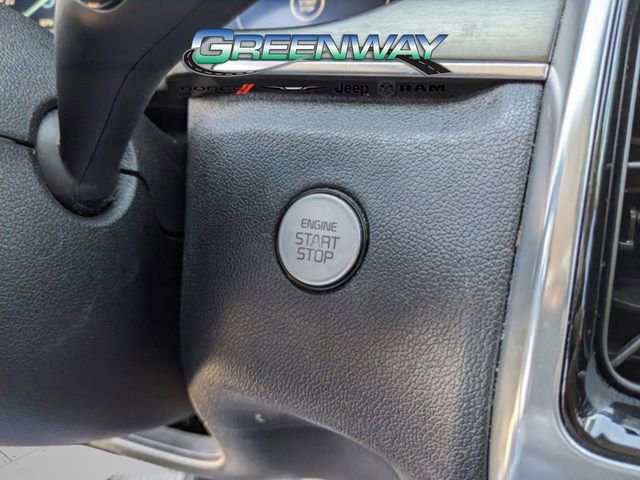 GREENWAY
DODGE Jeep RAM
ENGINE
START
STOP